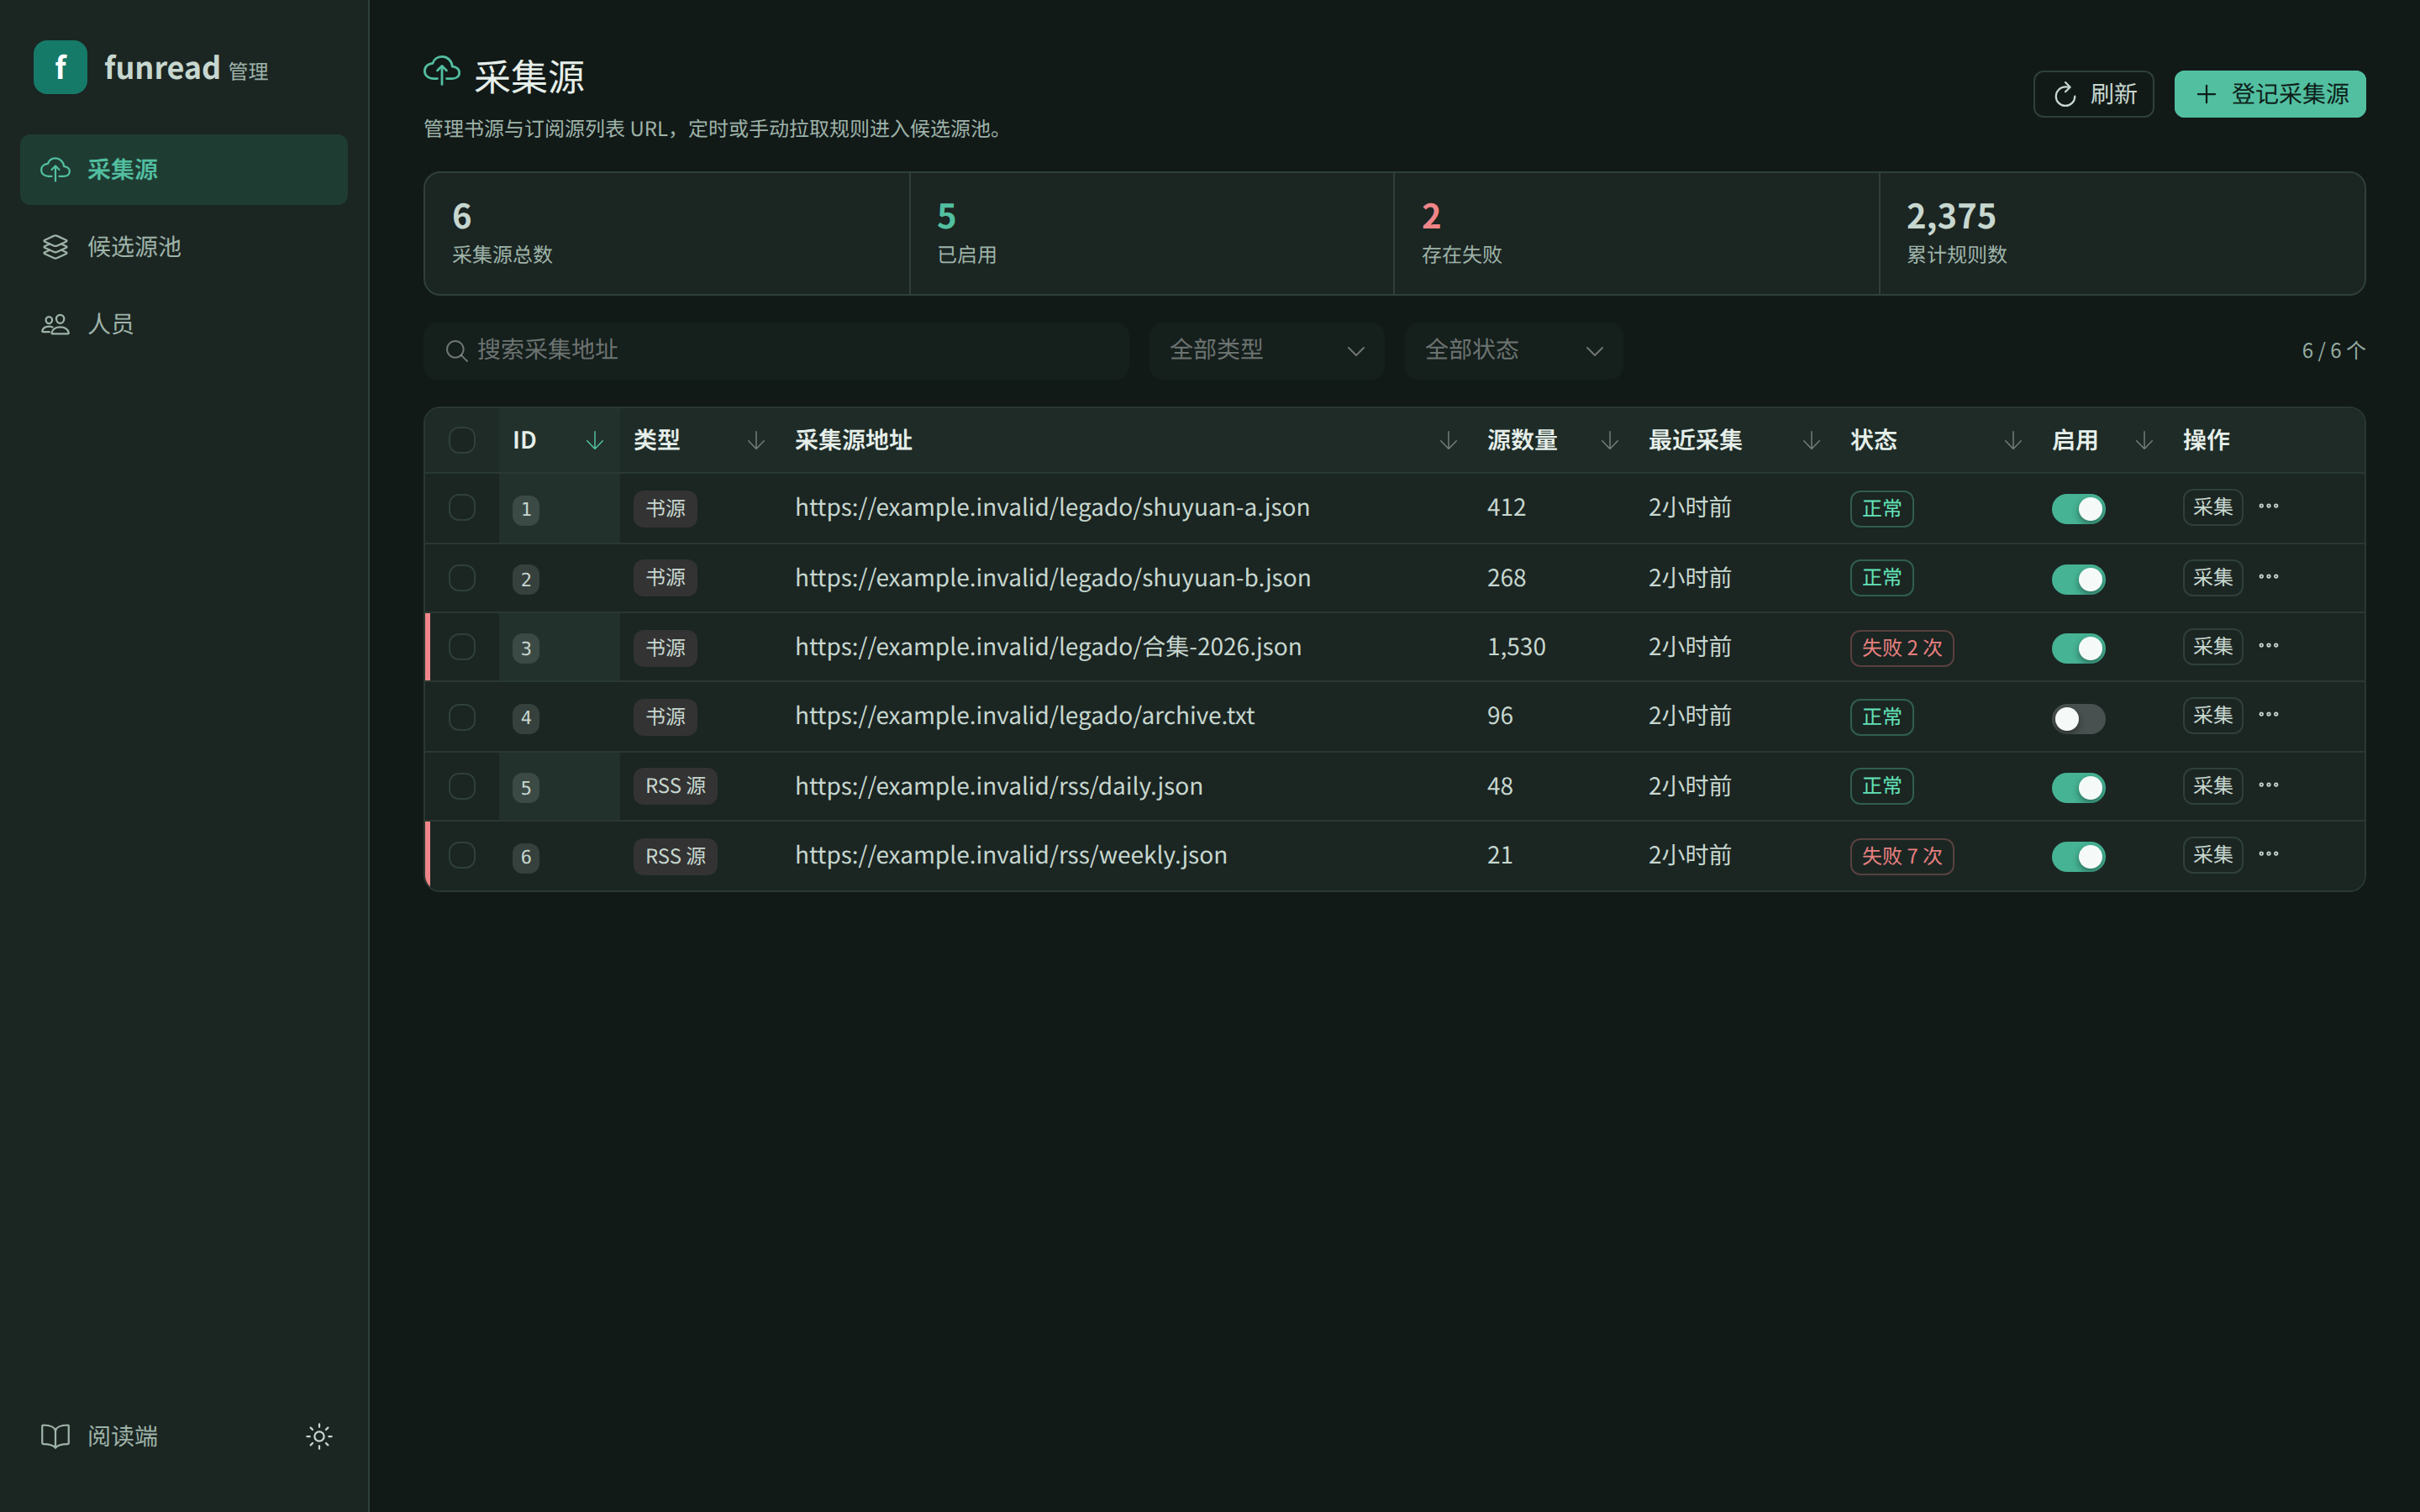 f funread 管理
采集源
候选源池
人员
阅读端
采集源
管理书源与订阅源列表 URL，定时或手动拉取规则进入候选源池。
刷新
登记采集源
6
采集源总数
5
已启用
2
存在失败
2,375
累计规则数
搜索采集地址
全部类型
全部状态
6 / 6 个
ID 类型 采集源地址 源数量 最近采集 状态 启用 操作
1 书源 https://example.invalid/legado/shuyuan-a.json 412 2小时前 正常 采集
2 书源 https://example.invalid/legado/shuyuan-b.json 268 2小时前 正常 采集
3 书源 https://example.invalid/legado/合集-2026.json 1,530 2小时前 失败 2 次 采集
4 书源 https://example.invalid/legado/archive.txt 96 2小时前 正常 采集
5 RSS 源 https://example.invalid/rss/daily.json 48 2小时前 正常 采集
6 RSS 源 https://example.invalid/rss/weekly.json 21 2小时前 失败 7 次 采集